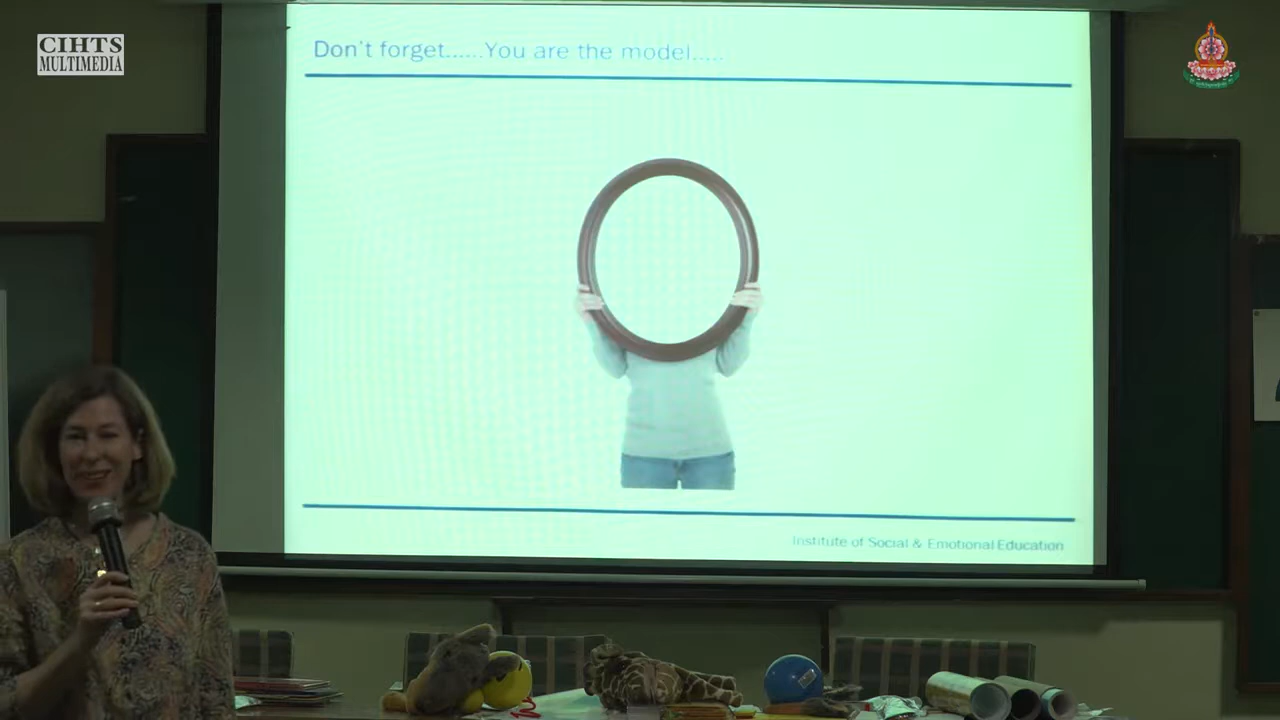 CIHTS
MULTIMEDIA
Don't forget......You are the model.....
Institute of Social & Emotional Education